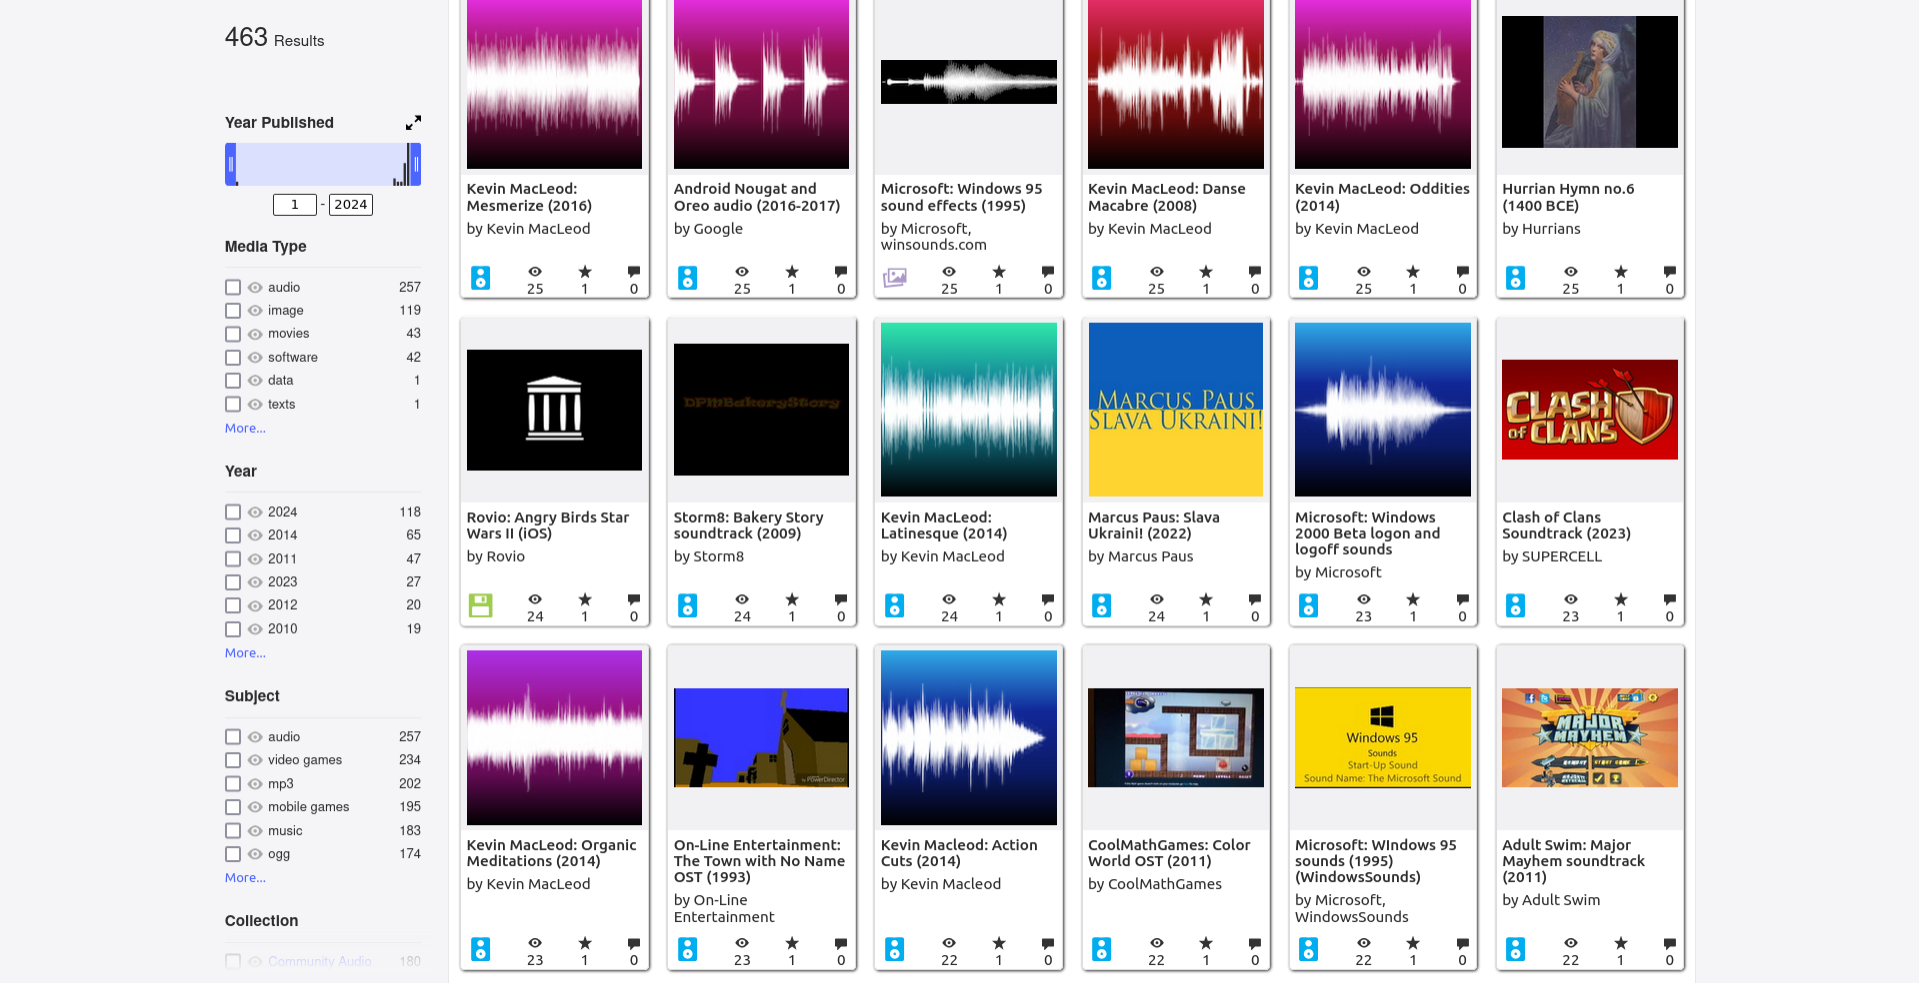 463 Results
Year Published
1 - 2024
Media Type
audio 257
image 119
movies 43
software 42
data 1
texts 1
More...
Year
2024 118
2014 65
2011 47
2023 27
2012 20
2010 19
More...
Subject
audio 257
video games 234
mp3 202
mobile games 195
music 183
ogg 174
More...
Collection
Community Audio 180
Kevin MacLeod:
Mesmerize (2016)
by Kevin MacLeod
25 1 0
Android Nougat and
Oreo audio (2016-2017)
by Google
25 1 0
Microsoft: Windows 95
sound effects (1995)
by Microsoft,
winsounds.com
25 1 0
Kevin MacLeod: Danse
Macabre (2008)
by Kevin MacLeod
25 1 0
Kevin MacLeod: Oddities
(2014)
by Kevin MacLeod
25 1 0
Hurrian Hymn no.6
(1400 BCE)
by Hurrians
25 1 0
Rovio: Angry Birds Star
Wars II (iOS)
by Rovio
24 1 0
DPMBakeryStory
Storm8: Bakery Story
soundtrack (2009)
by Storm8
24 1 0
Kevin MacLeod:
Latinesque (2014)
by Kevin MacLeod
24 1 0
MARCUS PAUS
SLAVA UKRAINI!
Marcus Paus: Slava
Ukraini! (2022)
by Marcus Paus
24 1 0
Microsoft: Windows
2000 Beta logon and
logoff sounds
by Microsoft
23 1 0
CLASH
OF CLANS
Clash of Clans
Soundtrack (2023)
by SUPERCELL
23 1 0
Kevin MacLeod: Organic
Meditations (2014)
by Kevin MacLeod
23 1 0
by PowerDirector
On-Line Entertainment:
The Town with No Name
OST (1993)
by On-Line
Entertainment
23 1 0
Kevin Macleod: Action
Cuts (2014)
by Kevin Macleod
22 1 0
CoolMathGames: Color
World OST (2011)
by CoolMathGames
22 1 0
Windows 95
Sounds
Start-Up Sound
Sound Name: The Microsoft Sound
Microsoft: WIndows 95
sounds (1995)
(WindowsSounds)
by Microsoft,
WindowsSounds
22 1 0
MAJOR
MAYHEM
Adult Swim: Major
Mayhem soundtrack
(2011)
by Adult Swim
22 1 0